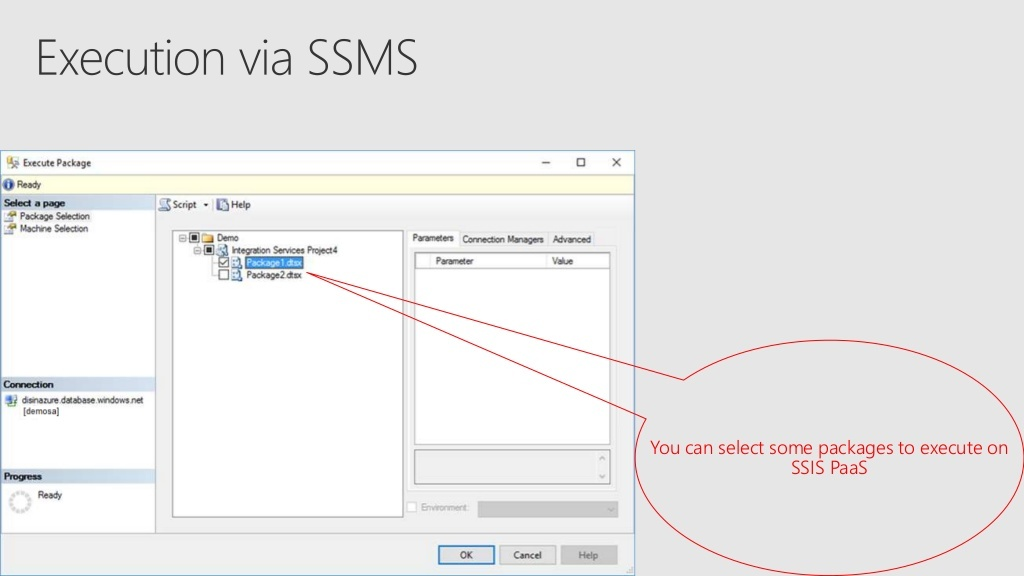 Execution via SSMS
Execute Package
Ready
Select a page
Package Selection
Machine Selection
Script
Help
Demo
Integration Services Project4
Package1.dtsx
Package2.dtsx
Parameters
Connection Managers
Advanced
Parameter
Value
Connection
disinazure.database.windows.net
[demosa]
Progress
Ready
Environment:
OK
Cancel
Help
You can select some packages to execute on
SSIS PaaS